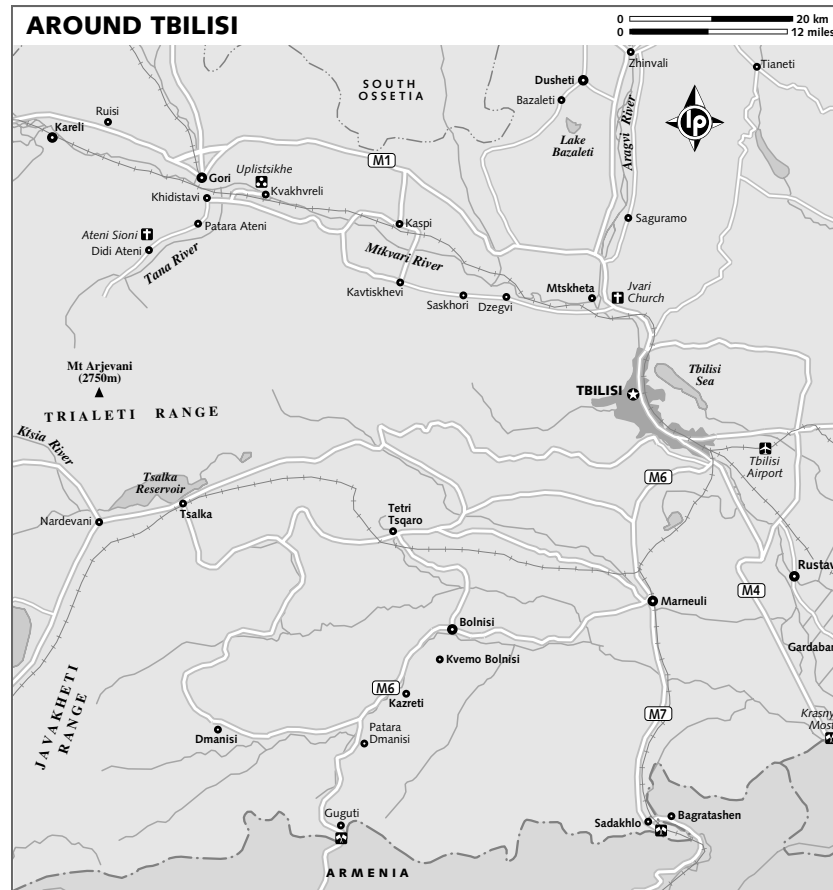 AROUND TBILISI
0 20 km
0 12 miles
Zhinvali
Tianeti
SOUTH
OSSETIA
Dusheti
Bazaleti
Ruisi
Kareli
Lake
Bazaleti
Aragvi River
lp
M1
Uplistsikhe
Gori
Kvakhvreli
Khidistavi
Patara Ateni
Ateni Sioni
Didi Ateni
Tana River
Kaspi
Saguramo
Mtkvari River
Kavtiskhevi
Saskhori
Dzegvi
Mtskheta
Jvari
Church
Mt Arjevani
(2750m)
TBILISI
Tbilisi
Sea
TRIALETI RANGE
Ktsia River
Tbilisi
Airport
M6
Tsalka
Reservoir
Tsalka
Nardevani
Tetri
Tsqaro
Rustav
M4
Marneuli
Bolnisi
Kvemo Bolnisi
Gardabar
M6
Kazreti
JAVAKHETI
RANGE
M7
Krasny
Most
Dmanisi
Patara
Dmanisi
Guguti
Sadakhlo
Bagratashen
ARMENIA